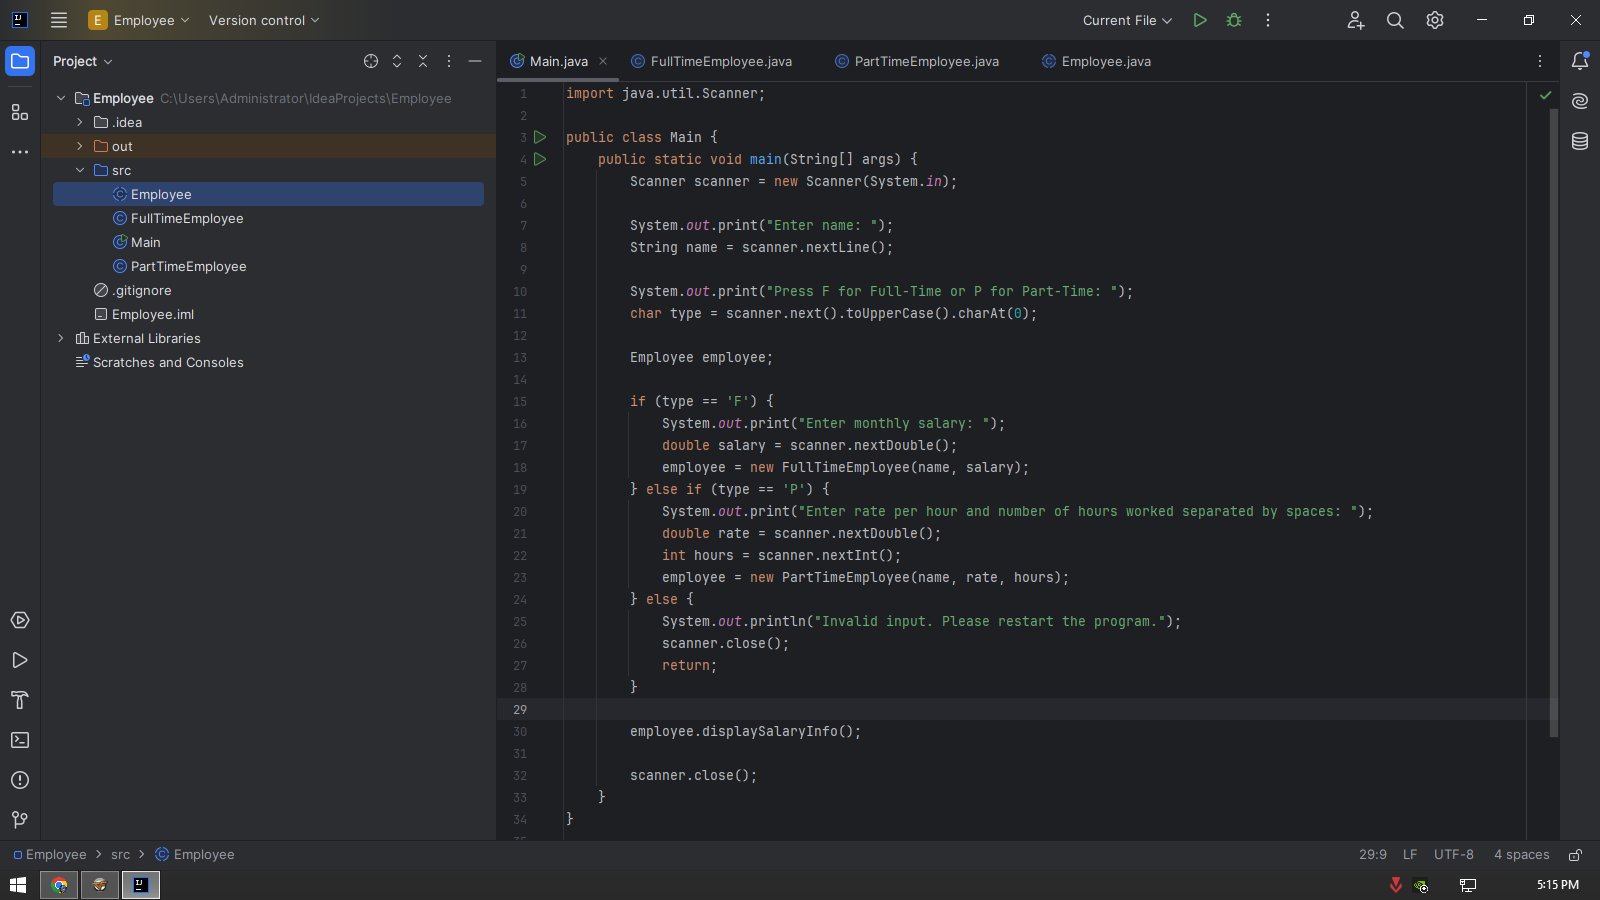 IJ
E Employee
Version control
Current File
Project
Main.java
FullTimeEmployee.java
PartTimeEmployee.java
Employee.java
Employee C:\Users\Administrator\IdeaProjects\Employee
.idea
out
src
Employee
FullTimeEmployee
Main
PartTimeEmployee
.gitignore
Employee.iml
External Libraries
Scratches and Consoles
1 import java.util.Scanner;
2
3 public class Main {
4 public static void main(String[] args) {
5 Scanner scanner = new Scanner(System.in);
6
7 System.out.print("Enter name: ");
8 String name = scanner.nextLine();
9
10 System.out.print("Press F for Full-Time or P for Part-Time: ");
11 char type = scanner.next().toUpperCase().charAt(0);
12
13 Employee employee;
14
15 if (type == 'F') {
16 System.out.print("Enter monthly salary: ");
17 double salary = scanner.nextDouble();
18 employee = new FullTimeEmployee(name, salary);
19 } else if (type == 'P') {
20 System.out.print("Enter rate per hour and number of hours worked separated by spaces: ");
21 double rate = scanner.nextDouble();
22 int hours = scanner.nextInt();
23 employee = new PartTimeEmployee(name, rate, hours);
24 } else {
25 System.out.println("Invalid input. Please restart the program.");
26 scanner.close();
27 return;
28 }
29
30 employee.displaySalaryInfo();
31
32 scanner.close();
33 }
34 }
35
Employee > src > Employee
29:9 LF UTF-8 4 spaces
IJ
5:15 PM